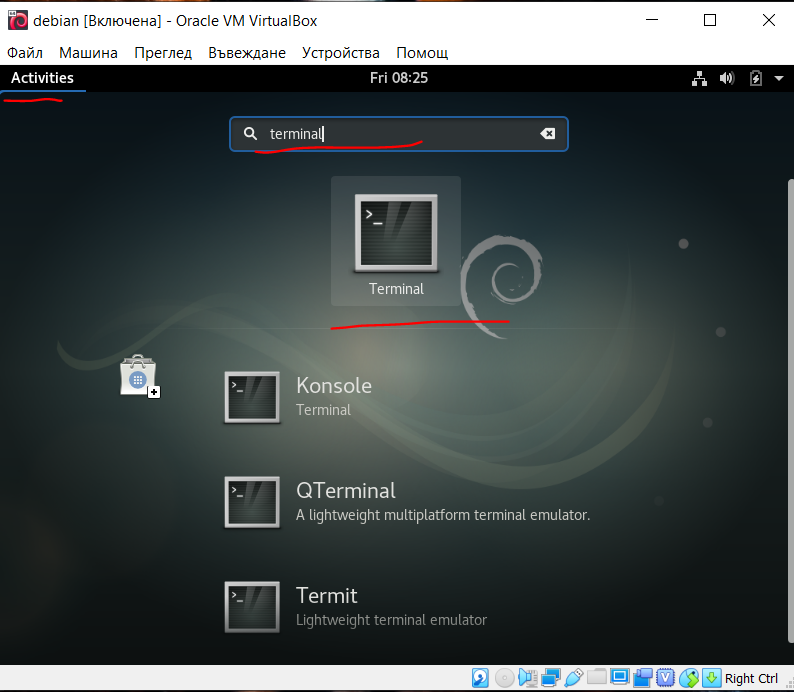 debian [Включена] - Oracle VM VirtualBox
Файл Машина Преглед Въвеждане Устройства Помощ
Activities Fri 08:25
terminal
Terminal
Konsole
Terminal
QTerminal
A lightweight multiplatform terminal emulator.
Termit
Lightweight terminal emulator
Right Ctrl